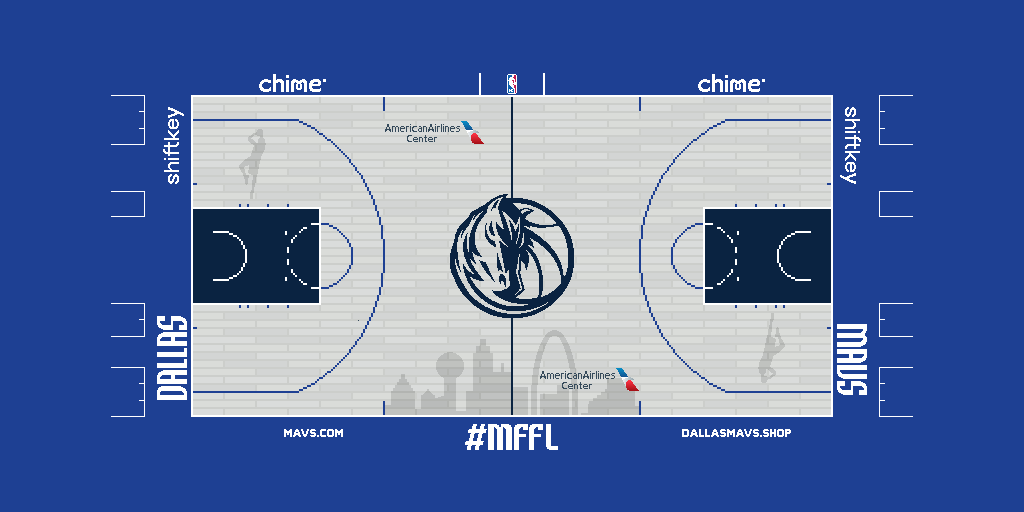 chime
chime
shiftkey
AmericanAirlines
Center
shiftkey
DALLAS
MAVS
AmericanAirlines
Center
MAVS.COM
#MFFL
DALLASMAVS.SHOP